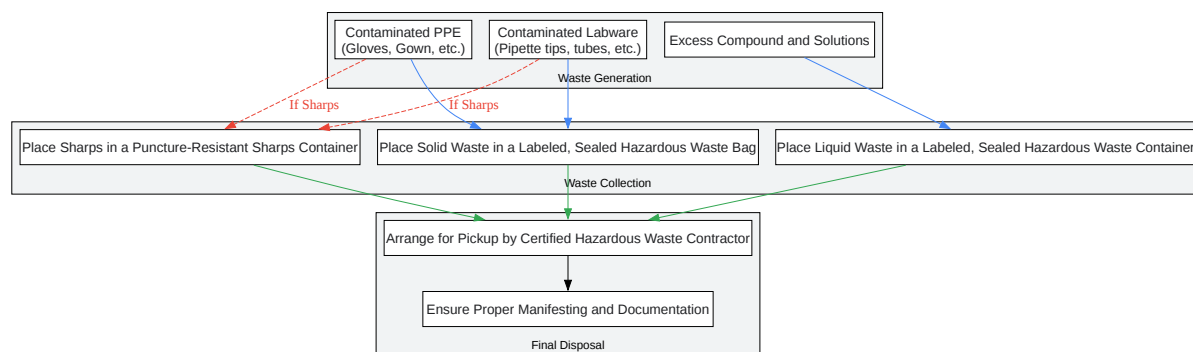 Contaminated PPE
(Gloves, Gown, etc.)
Contaminated Labware
(Pipette tips, tubes, etc.)
Excess Compound and Solutions
Waste Generation
If Sharps
If Sharps
Place Sharps in a Puncture-Resistant Sharps Container
Place Solid Waste in a Labeled, Sealed Hazardous Waste Bag
Place Liquid Waste in a Labeled, Sealed Hazardous Waste Container
Waste Collection
Arrange for Pickup by Certified Hazardous Waste Contractor
Ensure Proper Manifesting and Documentation
Final Disposal